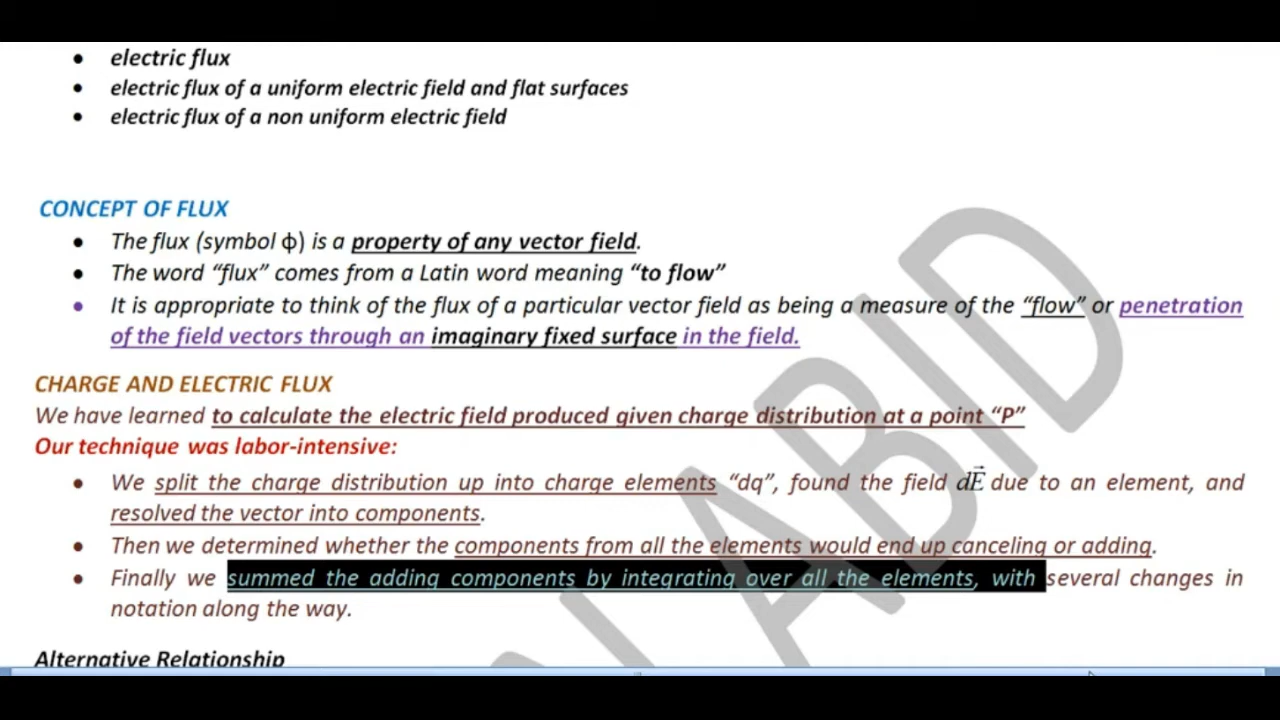 • electric flux
• electric flux of a uniform electric field and flat surfaces
• electric flux of a non uniform electric field
CONCEPT OF FLUX
• The flux (symbol ϕ) is a property of any vector field.
• The word “flux” comes from a Latin word meaning “to flow”
• It is appropriate to think of the flux of a particular vector field as being a measure of the “flow” or penetration
of the field vectors through an imaginary fixed surface in the field.
CHARGE AND ELECTRIC FLUX
We have learned to calculate the electric field produced given charge distribution at a point “P”
Our technique was labor-intensive:
• We split the charge distribution up into charge elements “dq”, found the field dE⃗ due to an element, and
resolved the vector into components.
• Then we determined whether the components from all the elements would end up canceling or adding.
• Finally we summed the adding components by integrating over all the elements, with several changes in
notation along the way.
Alternative Relationship
ABID